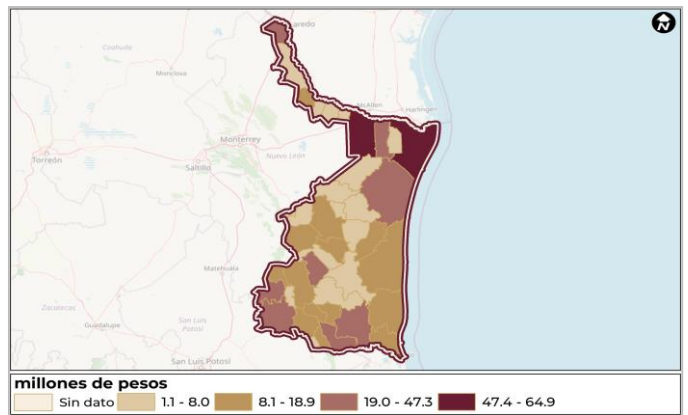 Laredo
Coahuila
Monclova
McAllen
Harlingen
Monterrey
Torreón
Nuevo León
Saltillo
Matehuala
Zacatecas
Guadalupe
San Luis
Potosí
San Luis Potosí
N
millones de pesos
Sin dato 1.1 - 8.0 8.1 - 18.9 19.0 - 47.3 47.4 - 64.9